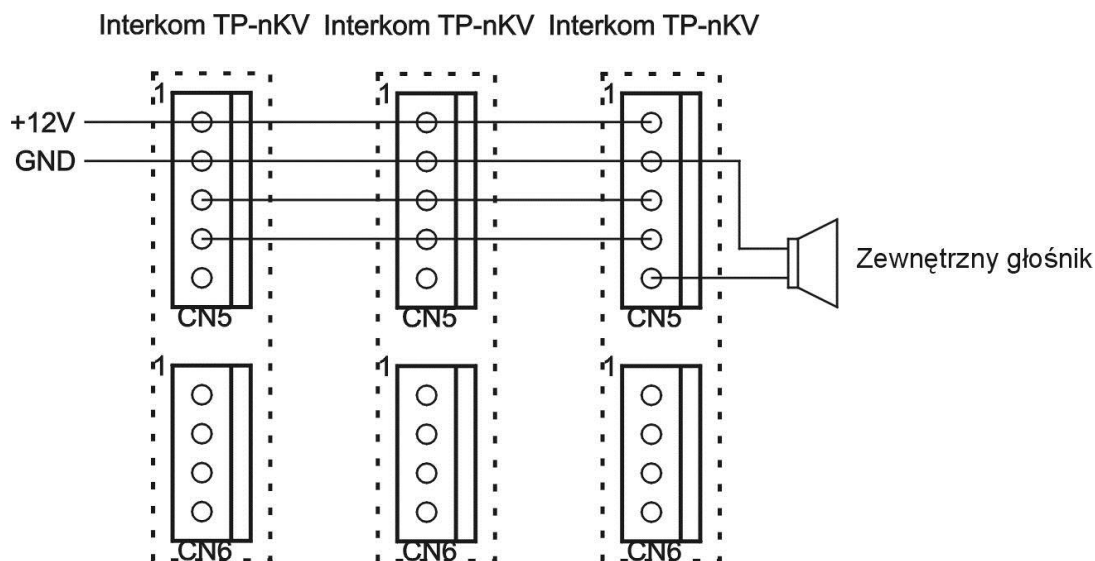 Interkom TP-nKV Interkom TP-nKV Interkom TP-nKV
1 1 1
+12V
GND
Zewnętrzny głośnik
CN5 CN5 CN5
1 1 1
CN6 CN6 CN6